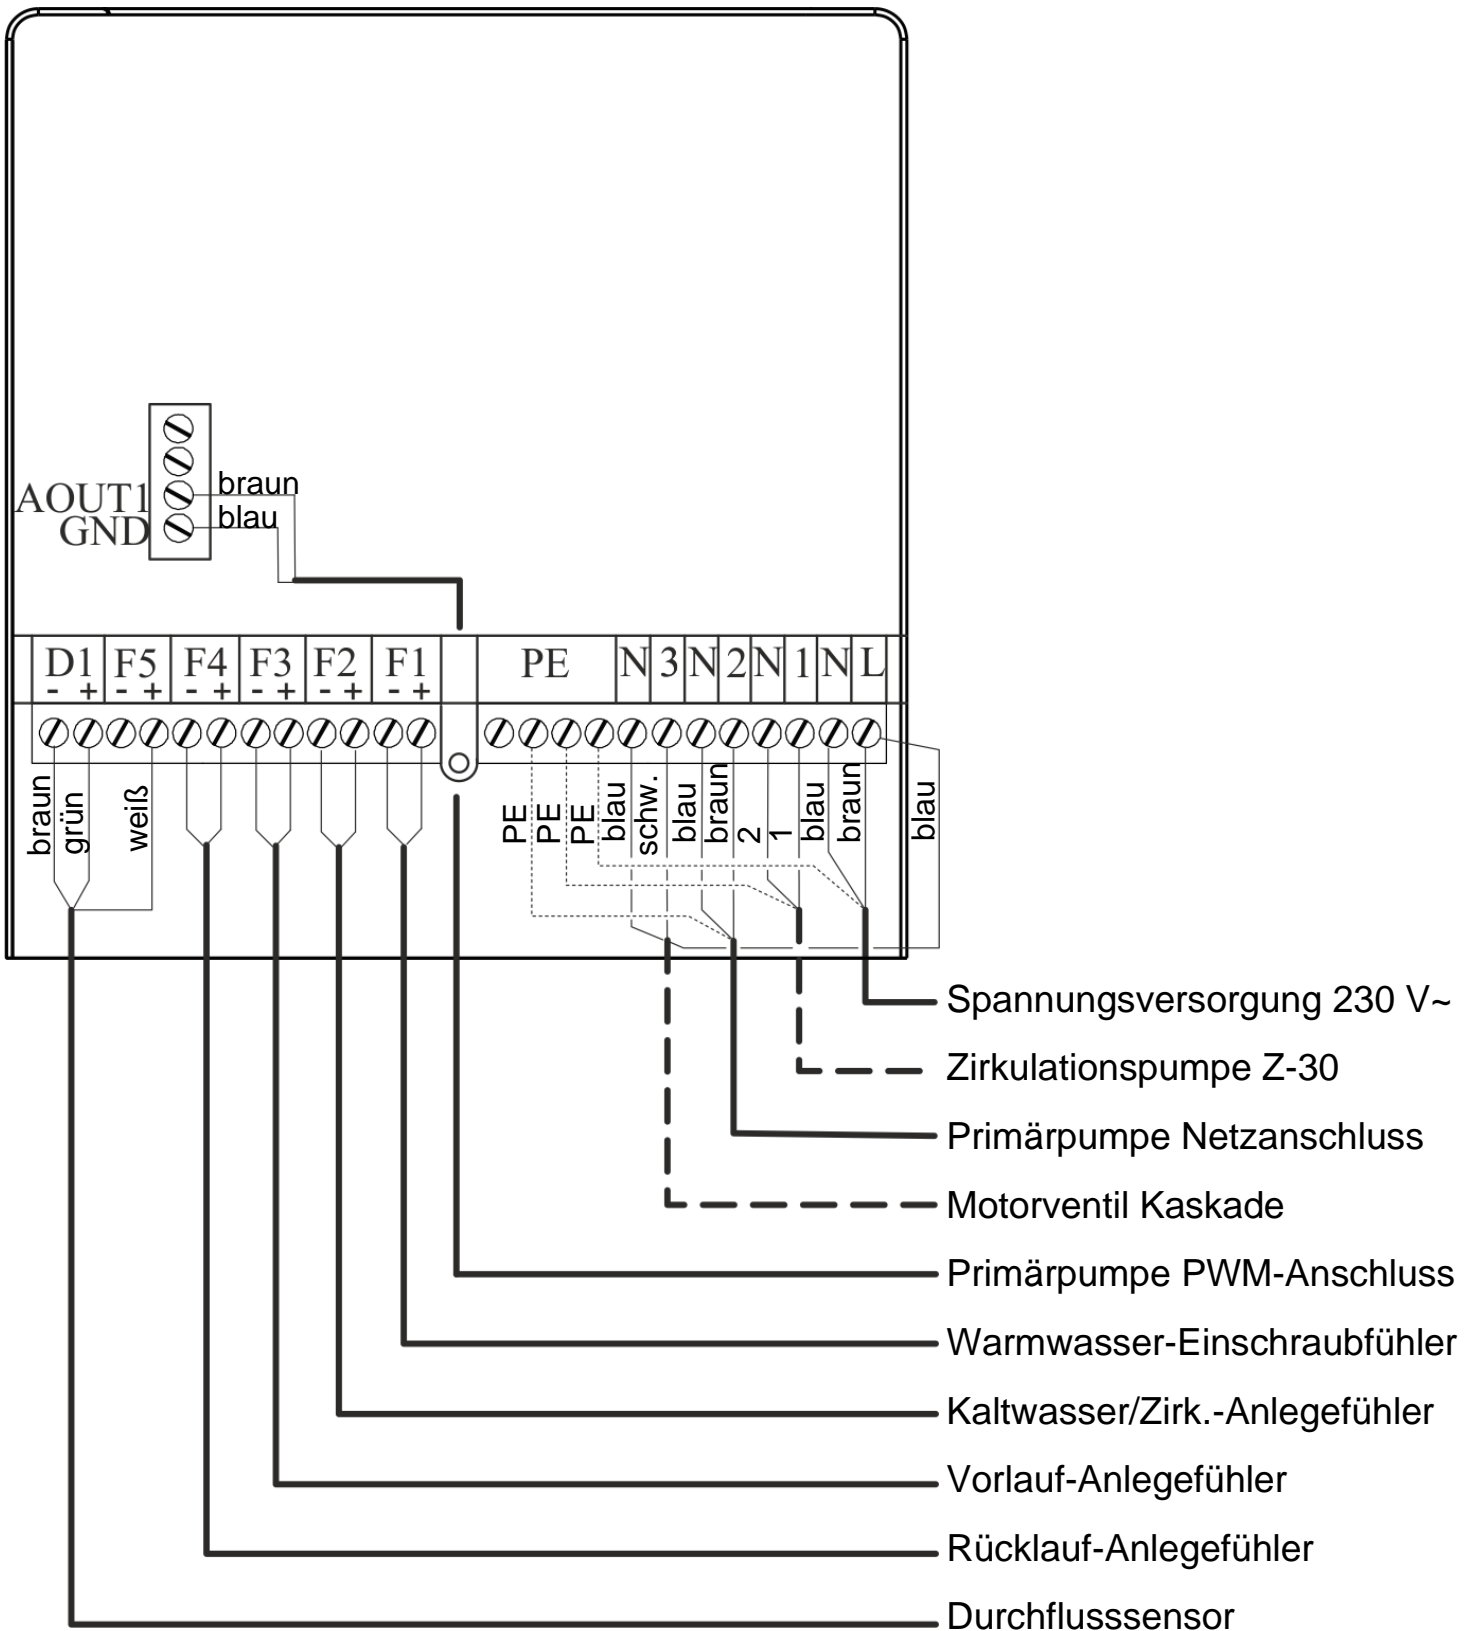 braun
AOUT1
blau
GND
D1 F5 F4 F3 F2 F1 PE N 3 N 2 N 1 N L
- + - + - + - + - + - +
braun
grün
weiß
PE
PE
PE
blau
schw.
blau
braun
2
1
blau
braun
blau
Spannungsversorgung 230 V~
Zirkulationspumpe Z-30
Primärpumpe Netzanschluss
Motorventil Kaskade
Primärpumpe PWM-Anschluss
Warmwasser-Einschraubfühler
Kaltwasser/Zirk.-Anlegefühler
Vorlauf-Anlegefühler
Rücklauf-Anlegefühler
Durchflusssensor